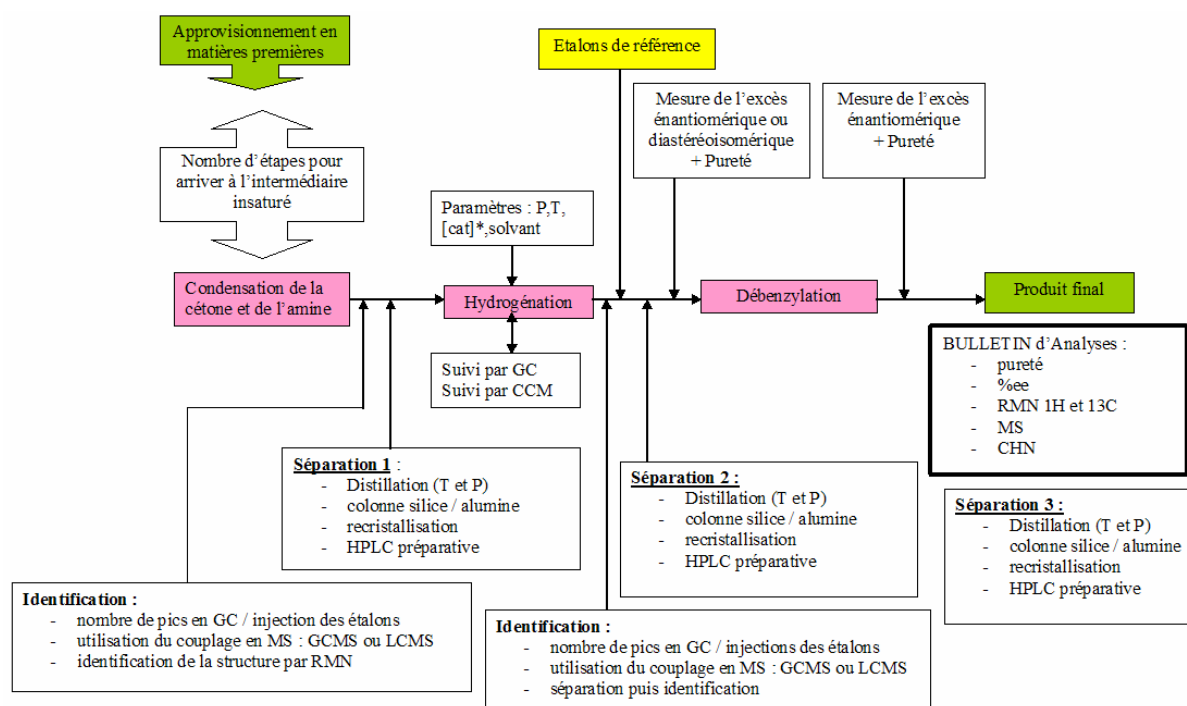 Approvisionnement en
matières premières
Etalons de référence
Mesure de l'excès
énantiomérique ou
diastéréoisomérique
+ Pureté
Mesure de l'excès
énantiomérique
+ Pureté
Nombre d'étapes pour
arriver à l'intermédiaire
insaturé
Paramètres : P,T,
[cat]*,solvant
Condensation de la
cétone et de l'amine
Hydrogénation
Débenzylation
Produit final
Suivi par GC
Suivi par CCM
BULLETIN d'Analyses :
- pureté
- %ee
- RMN 1H et 13C
- MS
- CHN
Séparation 1 :
- Distillation (T et P)
- colonne silice / alumine
- recristallisation
- HPLC préparative
Séparation 2 :
- Distillation (T et P)
- colonne silice / alumine
- recristallisation
- HPLC préparative
Séparation 3 :
- Distillation (T et P)
- colonne silice / alumine
- recristallisation
- HPLC préparative
Identification :
- nombre de pics en GC / injection des étalons
- utilisation du couplage en MS : GCMS ou LCMS
- identification de la structure par RMN
Identification :
- nombre de pics en GC / injections des étalons
- utilisation du couplage en MS : GCMS ou LCMS
- séparation puis identification